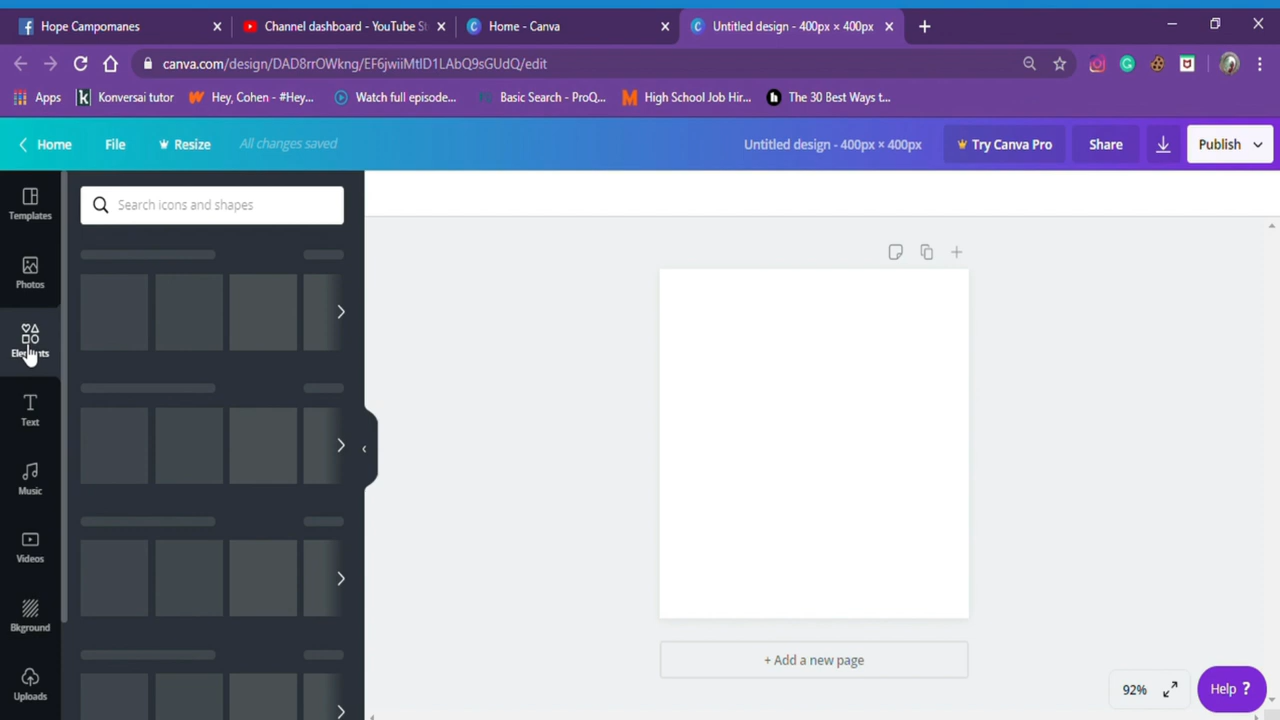 Hope Campomanes
Channel dashboard - YouTube St
Home - Canva
Untitled design - 400px × 400px
canva.com/design/DAD8rrOWkng/EF6jwiiMtID1LAbQ9sGUdQ/edit
Apps
Konversai tutor
Hey, Cohen - #Hey...
Watch full episode...
Basic Search - ProQ...
High School Job Hir...
The 30 Best Ways t...
Home
File
Resize
All changes saved
Untitled design - 400px × 400px
Try Canva Pro
Share
Publish
Templates
Search icons and shapes
Photos
Elements
Text
Music
Videos
Bkground
Uploads
+ Add a new page
92%
Help ?